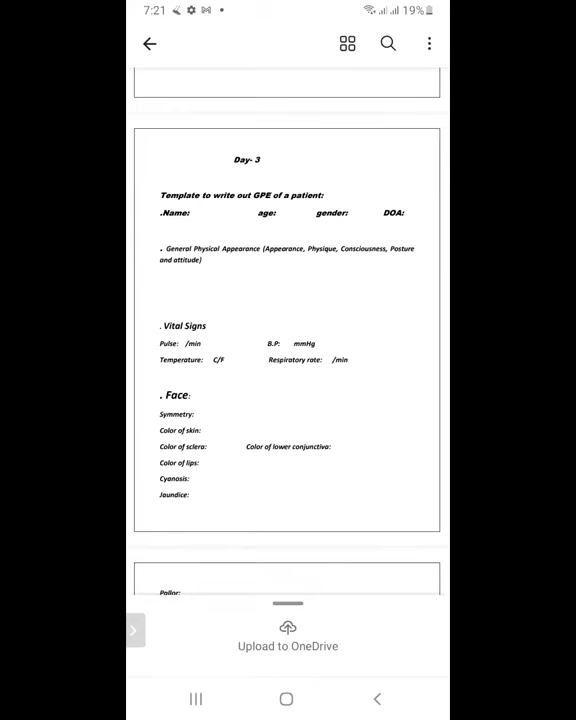 7:21
19%
Day- 3
Template to write out GPE of a patient:
.Name: age: gender: DOA:
. General Physical Appearance (Appearance, Physique, Consciousness, Posture
and attitude)
. Vital Signs
Pulse: /min B.P: mmHg
Temperature: C/F Respiratory rate: /min
. Face:
Symmetry:
Color of skin:
Color of sclera: Color of lower conjunctiva:
Color of lips:
Cyanosis:
Jaundice:
Pallor:
Upload to OneDrive